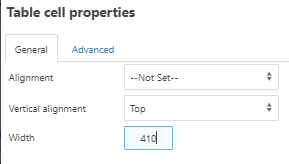 Table cell properties
General Advanced
Alignment --Not Set--
Vertical alignment Top
Width 410